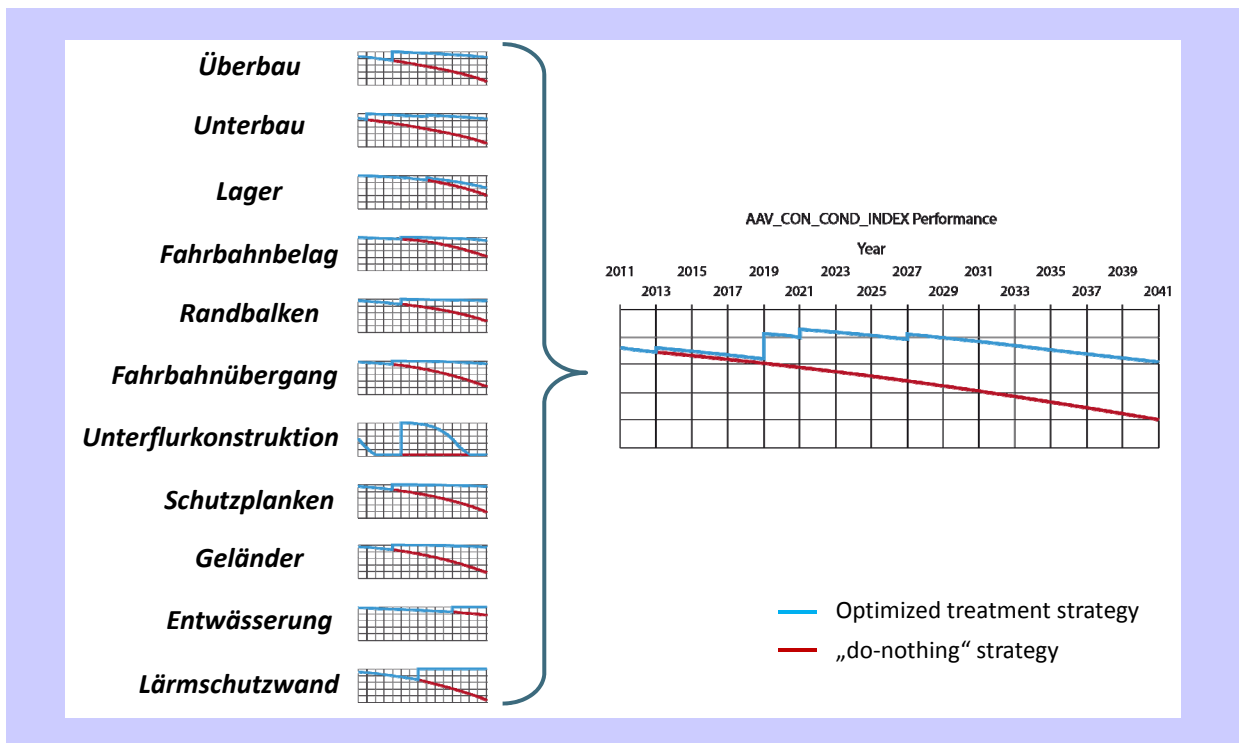 Überbau
Unterbau
Lager
Fahrbahnbelag
Randbalken
Fahrbahnübergang
Unterflurkonstruktion
Schutzplanken
Geländer
Entwässerung
Lärmschutzwand
AAV_CON_COND_INDEX Performance
Year
2011 2015 2019 2023 2027 2031 2035 2039
2013 2017 2021 2025 2029 2033 2037 2041
Optimized treatment strategy
„do-nothing“ strategy